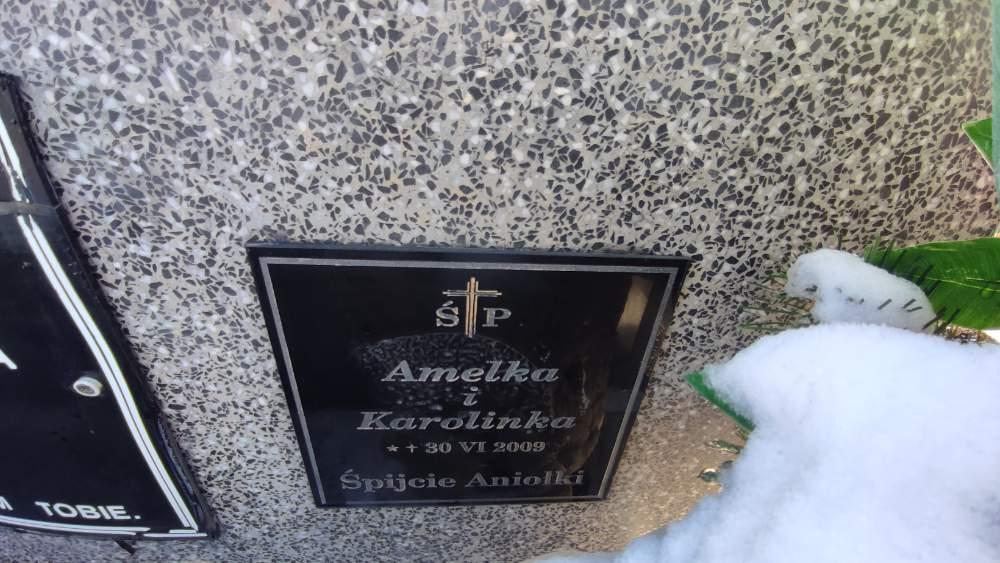 A
M TOBIE.
Ś P
Amelka
i
Karolinka
* + 30 VI 2009
Śpijcie Aniołki